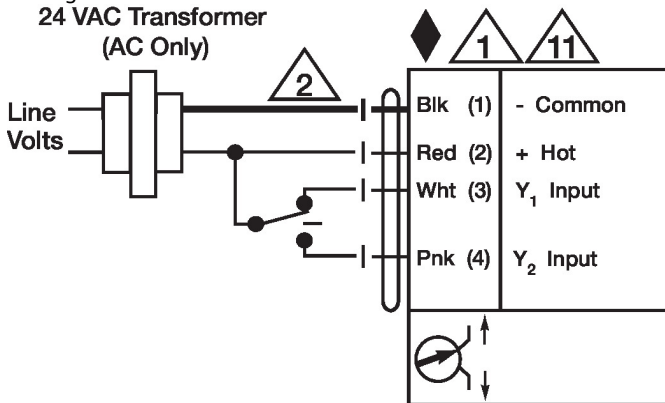 24 VAC Transformer
(AC Only)
Line
Volts
2
1
11
Blk (1) - Common
Red (2) + Hot
Wht (3) Y1 Input
Pnk (4) Y2 Input